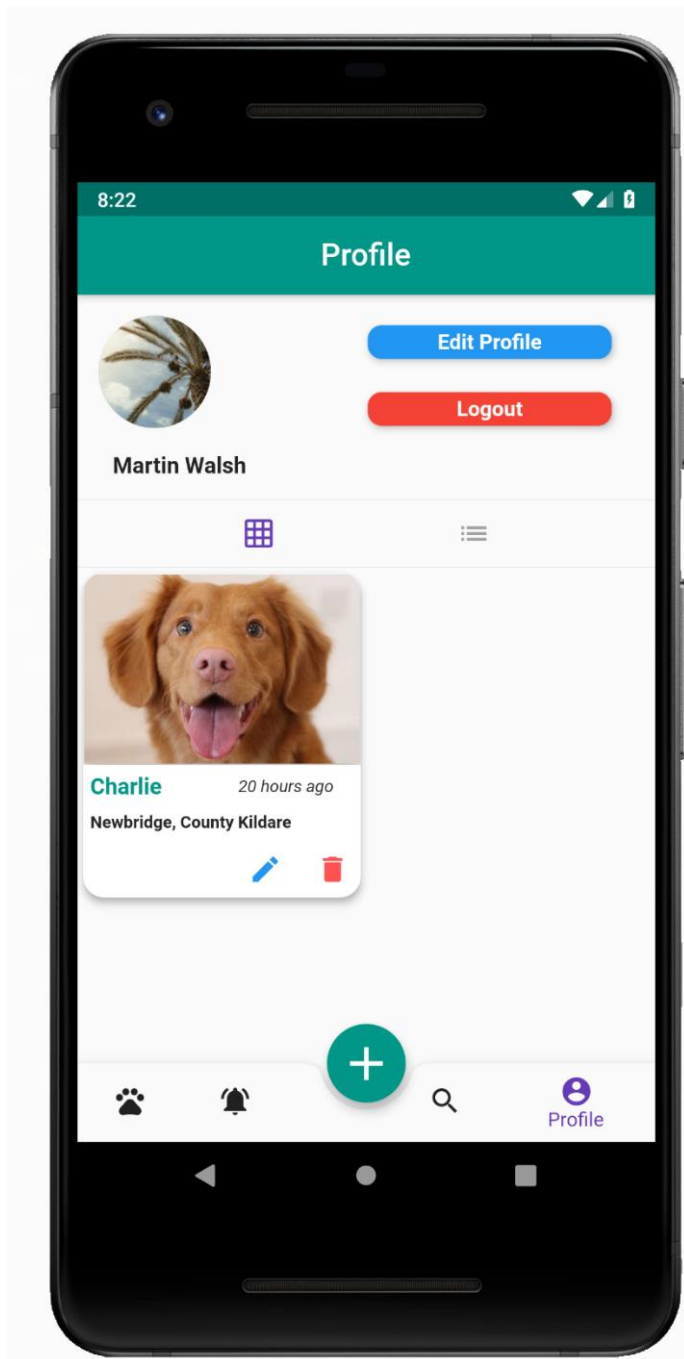 8:22
Profile
Edit Profile
Logout
Martin Walsh
Charlie 20 hours ago
Newbridge, County Kildare
Profile